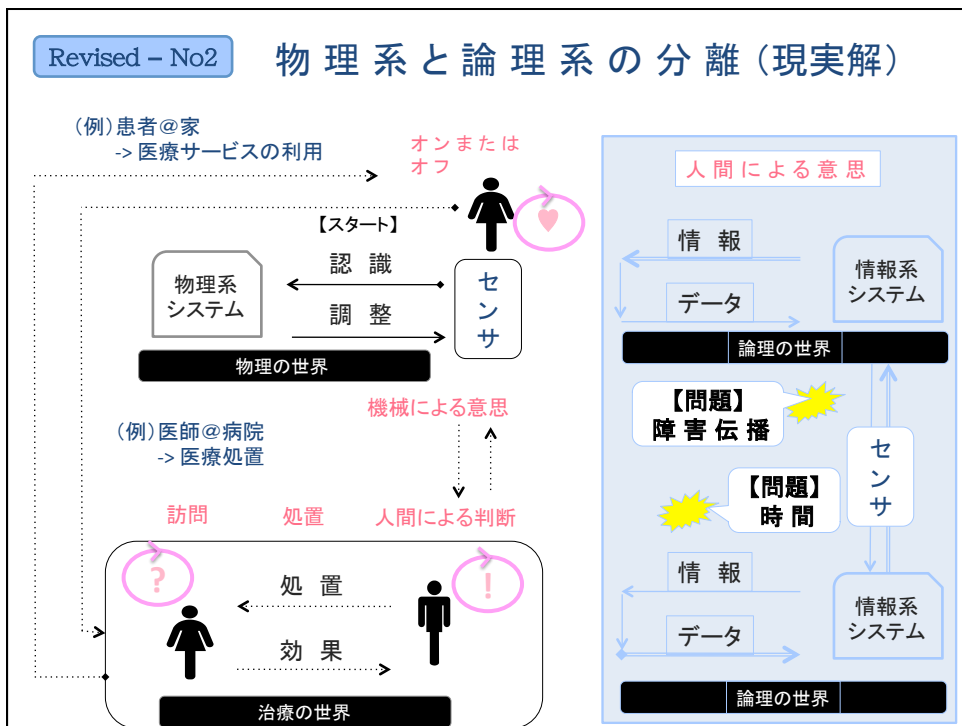 Revised – No2
物理系と論理系の分離（現実解）
（例）患者＠家
-> 医療サービスの利用
オンまたは
オフ
【スタート】
認識
調整
物理系
システム
センサ
物理の世界
機械による意思
（例）医師＠病院
-> 医療処置
訪問
処置
人間による判断
?
!
処置
効果
治療の世界
人間による意思
情報
データ
情報系
システム
論理の世界
【問題】
障害伝播
【問題】
時間
センサ
情報
データ
情報系
システム
論理の世界